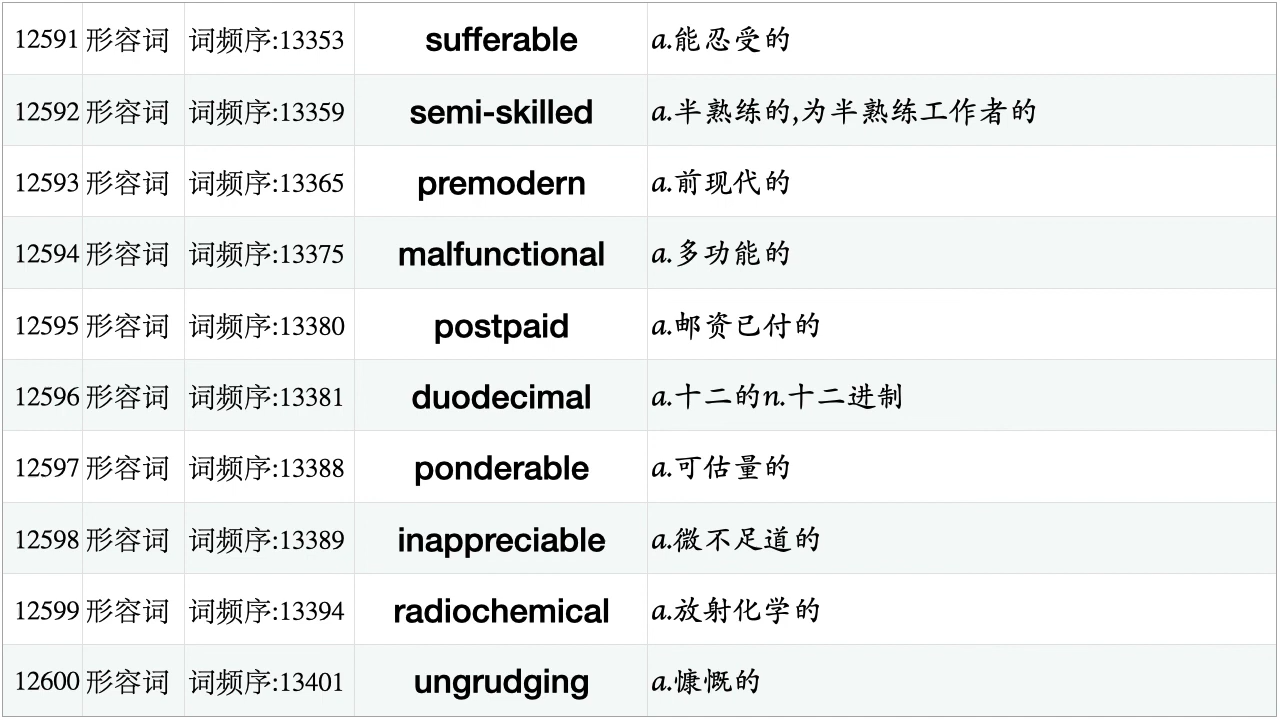 12591 形容词 词频序:13353 sufferable a.能忍受的
12592 形容词 词频序:13359 semi-skilled a.半熟练的,为半熟练工作者的
12593 形容词 词频序:13365 premodern a.前现代的
12594 形容词 词频序:13375 malfunctional a.多功能的
12595 形容词 词频序:13380 postpaid a.邮资已付的
12596 形容词 词频序:13381 duodecimal a.十二的n.十二进制
12597 形容词 词频序:13388 ponderable a.可估量的
12598 形容词 词频序:13389 inappreciable a.微不足道的
12599 形容词 词频序:13394 radiochemical a.放射化学的
12600 形容词 词频序:13401 ungrudging a.慷慨的